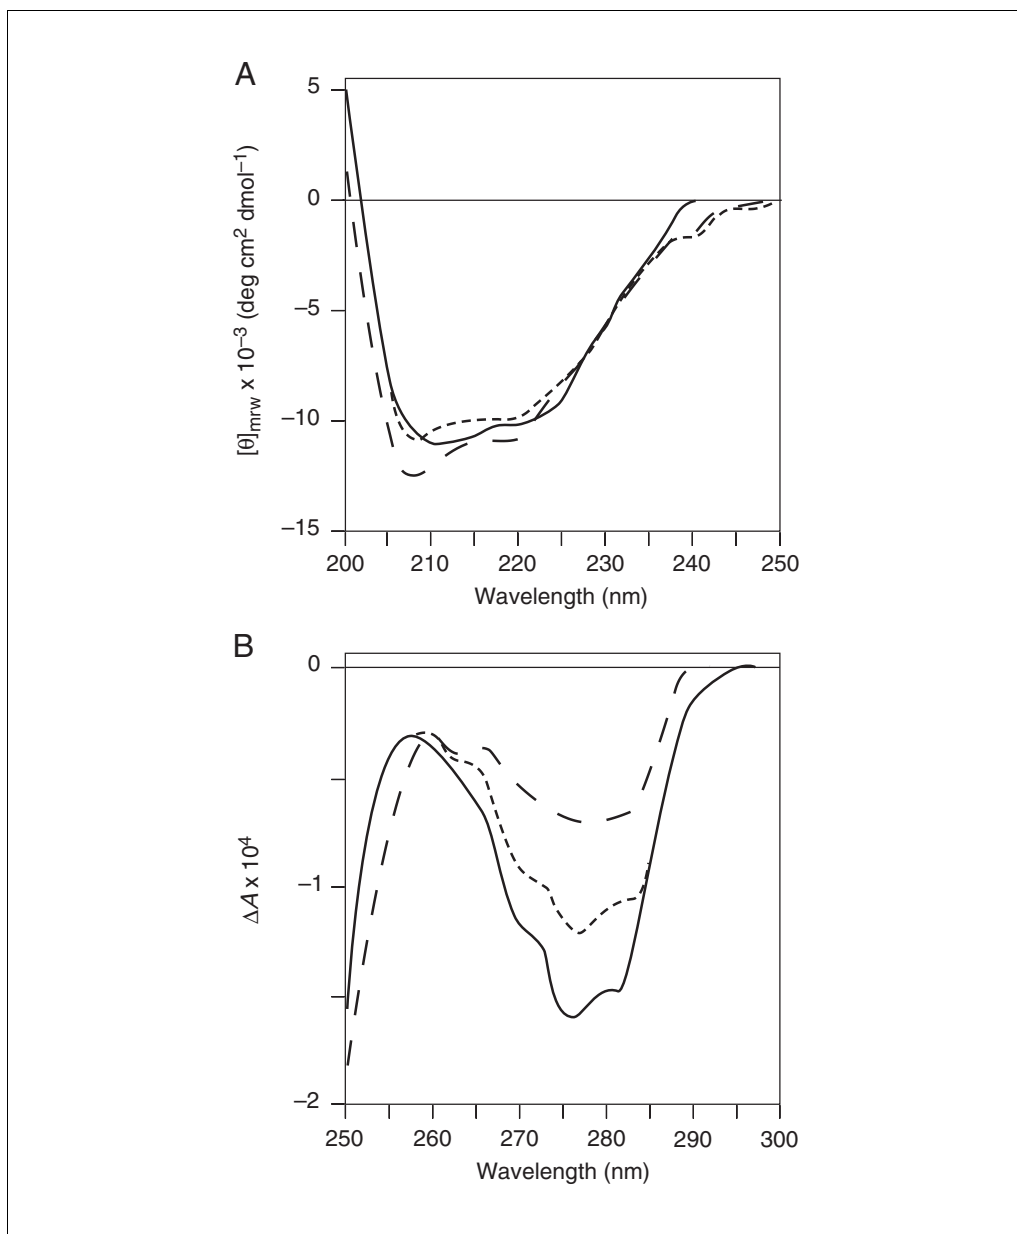 A
[θ]mrw x 10–3 (deg cm2 dmol–1)
5
0
–5
–10
–15
200 210 220 230 240 250
Wavelength (nm)
B
ΔA x 104
0
–1
–2
250 260 270 280 290 300
Wavelength (nm)